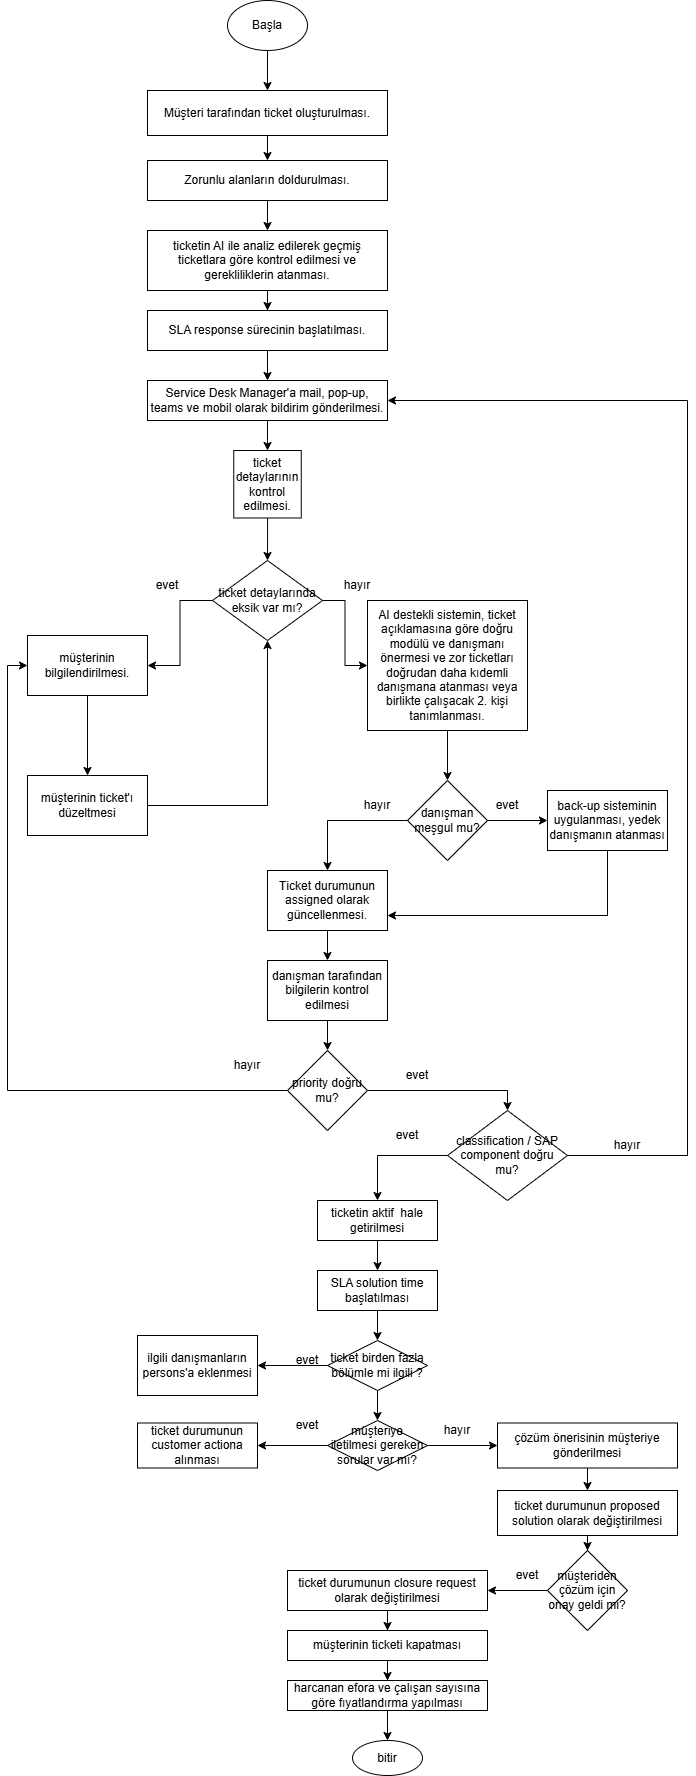 Başla
Müşteri tarafından ticket oluşturulması.
Zorunlu alanların doldurulması.
ticketin AI ile analiz edilerek geçmiş
ticketlara göre kontrol edilmesi ve
gerekliliklerin atanması.
SLA response sürecinin başlatılması.
Service Desk Manager'a mail, pop-up,
teams ve mobil olarak bildirim gönderilmesi.
ticket
detaylarının
kontrol
edilmesi.
evet
ticket detaylarında
eksik var mı?
hayır
müşterinin
bilgilendirilmesi.
müşterinin ticket'ı
düzeltmesi
AI destekli sistemin, ticket
açıklamasına göre doğru
modülü ve danışmanı
önermesi ve zor ticketları
doğrudan daha kıdemli
danışmana atanması veya
birlikte çalışacak 2. kişi
tanımlanması.
hayır
danışman
meşgul mu?
evet
back-up sisteminin
uygulanması, yedek
danışmanın atanması
Ticket durumunun
assigned olarak
güncellenmesi.
danışman tarafından
bilgilerin kontrol
edilmesi
hayır
priority doğru
mu?
evet
evet
classification / SAP
component doğru
mu?
hayır
ticketin aktif  hale
getirilmesi
SLA solution time
başlatılması
ilgili danışmanların
persons'a eklenmesi
evet
ticket birden fazla
bölümle mi ilgili ?
ticket durumunun
customer actiona
alınması
evet
müşteriye
iletilmesi gereken
sorular var mı?
hayır
çözüm önerisinin müşteriye
gönderilmesi
ticket durumunun proposed
solution olarak değiştirilmesi
müşteriden
çözüm için
onay geldi mi?
evet
ticket durumunun closure request
olarak değiştirilmesi
müşterinin ticketi kapatması
harcanan efora ve çalışan sayısına
göre fiyatlandırma yapılması
bitir